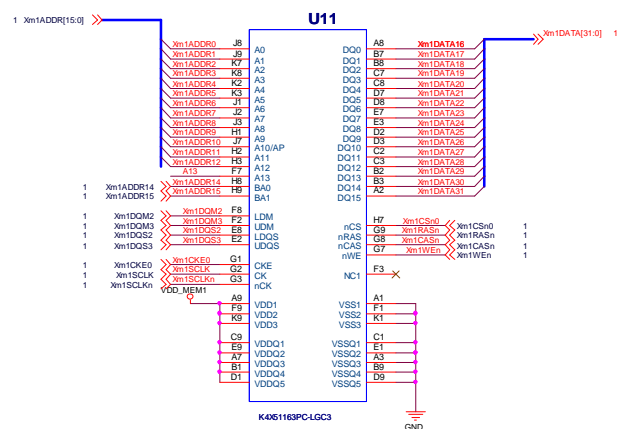 U11
1 Xm1ADDR[15:0]
Xm1DATA[31:0] 1
Xm1ADDR0 J8 A0 DQ0 A8 Xm1DATA16
Xm1ADDR1 J9 A1 DQ1 B7 Xm1DATA17
Xm1ADDR2 K7 A2 DQ2 B8 Xm1DATA18
Xm1ADDR3 K8 A3 DQ3 C7 Xm1DATA19
Xm1ADDR4 K2 A4 DQ4 C8 Xm1DATA20
Xm1ADDR5 K3 A5 DQ5 D7 Xm1DATA21
Xm1ADDR6 J1 A6 DQ6 D8 Xm1DATA22
Xm1ADDR7 J2 A7 DQ7 E7 Xm1DATA23
Xm1ADDR8 J3 A8 DQ8 E3 Xm1DATA24
Xm1ADDR9 H1 A9 DQ9 D2 Xm1DATA25
Xm1ADDR10 J7 A10/AP DQ10 D3 Xm1DATA26
Xm1ADDR11 H2 A11 DQ11 C2 Xm1DATA27
Xm1ADDR12 H3 A12 DQ12 C3 Xm1DATA28
A13 F7 A13 DQ13 B2 Xm1DATA29
1 Xm1ADDR14 Xm1ADDR14 H8 BA0 DQ14 B3 Xm1DATA30
1 Xm1ADDR15 Xm1ADDR15 H9 BA1 DQ15 A2 Xm1DATA31
1 Xm1DQM2 Xm1DQM2 F8 LDM
1 Xm1DQM3 Xm1DQM3 F2 UDM nCS H7 Xm1CSn0 Xm1CSn0 1
1 Xm1DQS2 Xm1DQS2 E8 LDQS nRAS G9 Xm1RASn Xm1RASn 1
1 Xm1DQS3 Xm1DQS3 E2 UDQS nCAS G8 Xm1CASn Xm1CASn 1
nWE G7 Xm1WEn Xm1WEn 1
1 Xm1CKE0 Xm1CKE0 G1 CKE
1 Xm1SCLK Xm1SCLK G2 CK NC1 F3
1 Xm1SCLKn Xm1SCLKn G3 nCK
VDD_MEM1
A9 VDD1 VSS1 A1
F9 VDD2 VSS2 F1
K9 VDD3 VSS3 K1
C9 VDDQ1 VSSQ1 C1
E9 VDDQ2 VSSQ2 E1
A7 VDDQ3 VSSQ3 A3
B1 VDDQ4 VSSQ4 B9
D1 VDDQ5 VSSQ5 D9
K4X51163PC-LGC3
GND